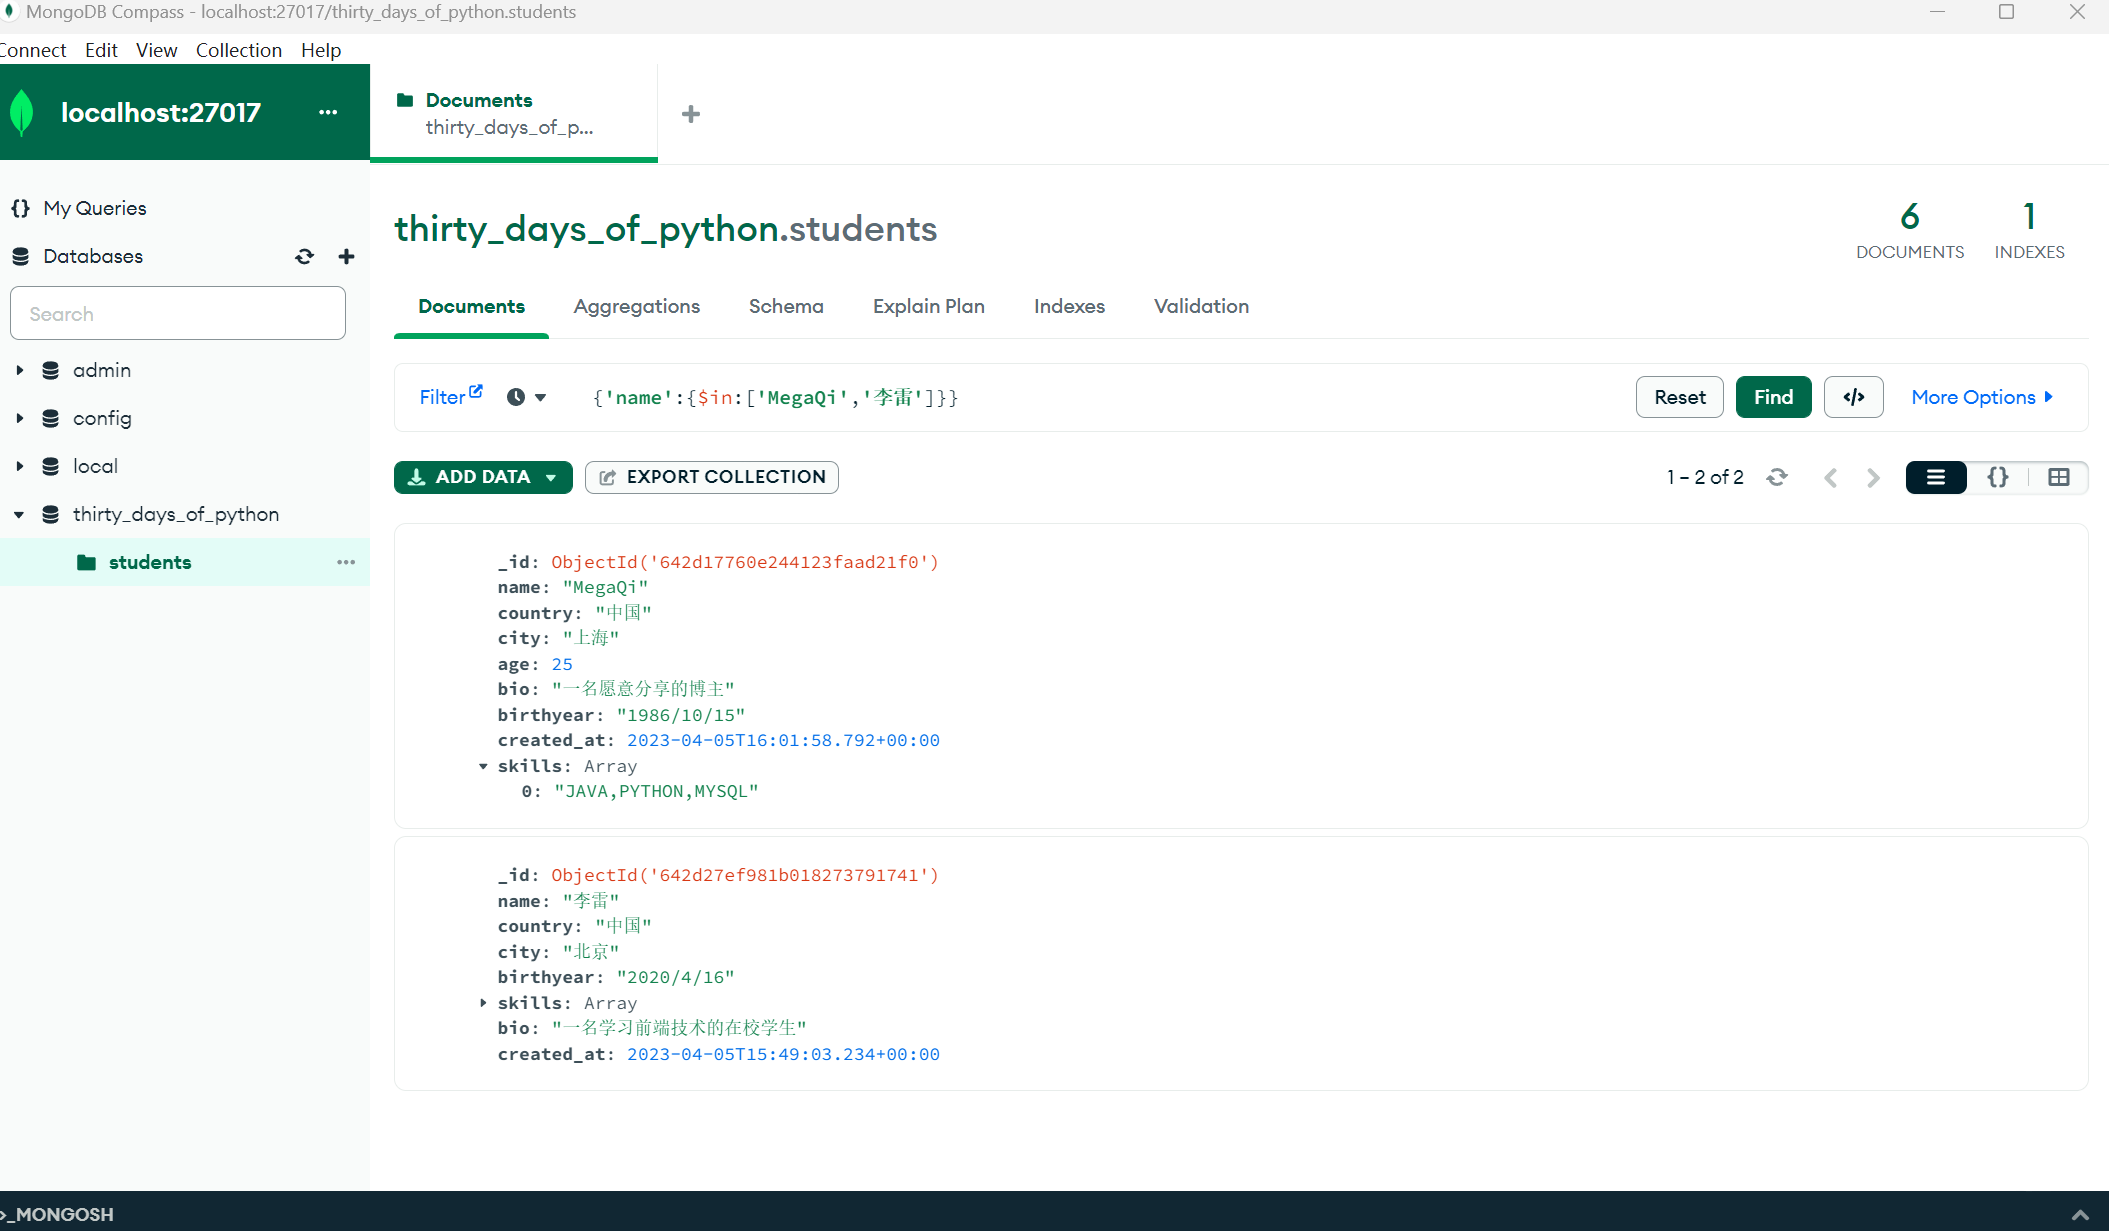 MongoDB Compass - localhost:27017/thirty_days_of_python.students
Connect Edit View Collection Help
localhost:27017 ...
Documents
thirty_days_of_p...
My Queries
Databases
Search
admin
config
local
thirty_days_of_python
students ...
thirty_days_of_python.students
6
DOCUMENTS
1
INDEXES
Documents Aggregations Schema Explain Plan Indexes Validation
Filter {'name':{$in:['MegaQi','李雷']}} Reset Find </> More Options
ADD DATA EXPORT COLLECTION 1 – 2 of 2 {}
_id: ObjectId('642d17760e244123faad21f0')
name: "MegaQi"
country: "中国"
city: "上海"
age: 25
bio: "一名愿意分享的博主"
birthyear: "1986/10/15"
created_at: 2023-04-05T16:01:58.792+00:00
skills: Array
0: "JAVA,PYTHON,MYSQL"
_id: ObjectId('642d27ef981b018273791741')
name: "李雷"
country: "中国"
city: "北京"
birthyear: "2020/4/16"
skills: Array
bio: "一名学习前端技术的在校学生"
created_at: 2023-04-05T15:49:03.234+00:00
>_MONGOSH